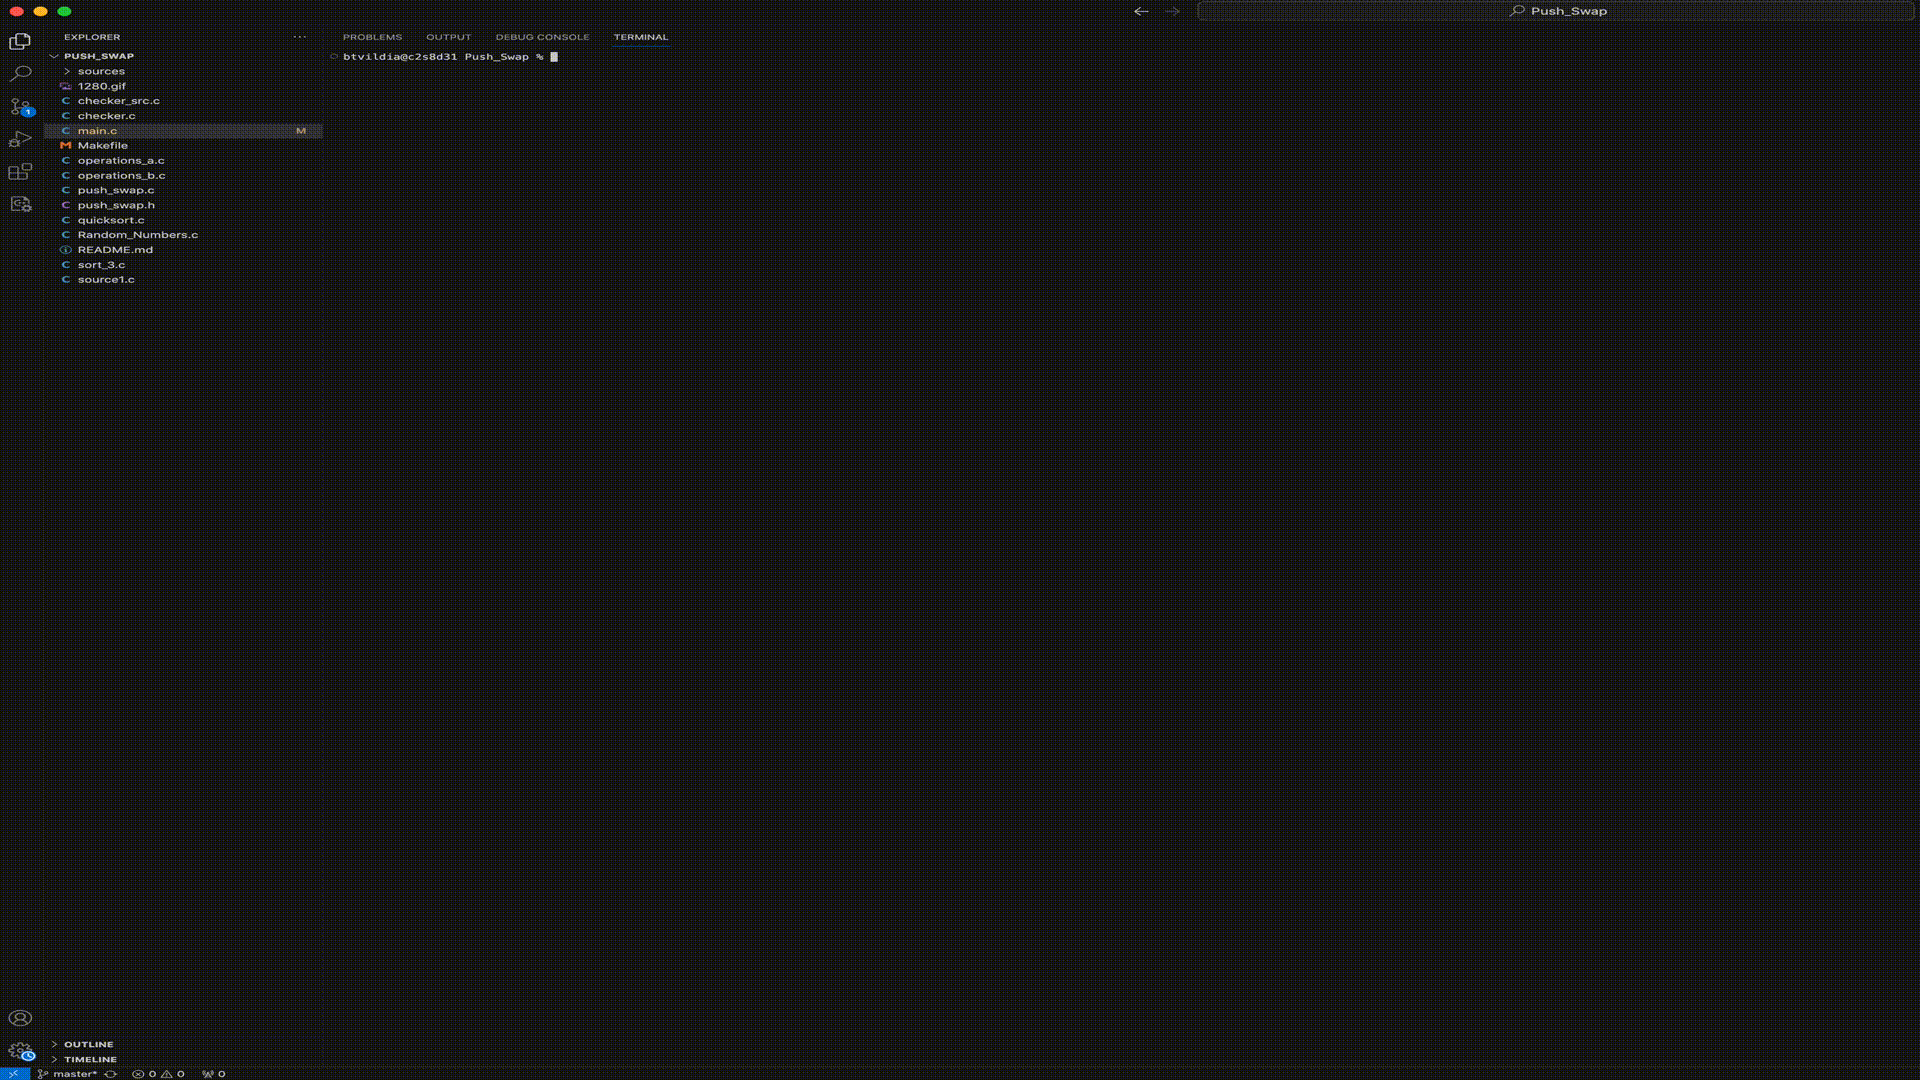 Push_Swap
EXPLORER
PROBLEMS OUTPUT DEBUG CONSOLE TERMINAL
PUSH_SWAP
btvildia@c2s8d31 Push_Swap %
sources
1280.gif
checker_src.c
checker.c
main.c M
Makefile
operations_a.c
operations_b.c
push_swap.c
push_swap.h
quicksort.c
Random_Numbers.c
README.md
sort_3.c
source1.c
1
OUTLINE
TIMELINE
master* 0 0 0